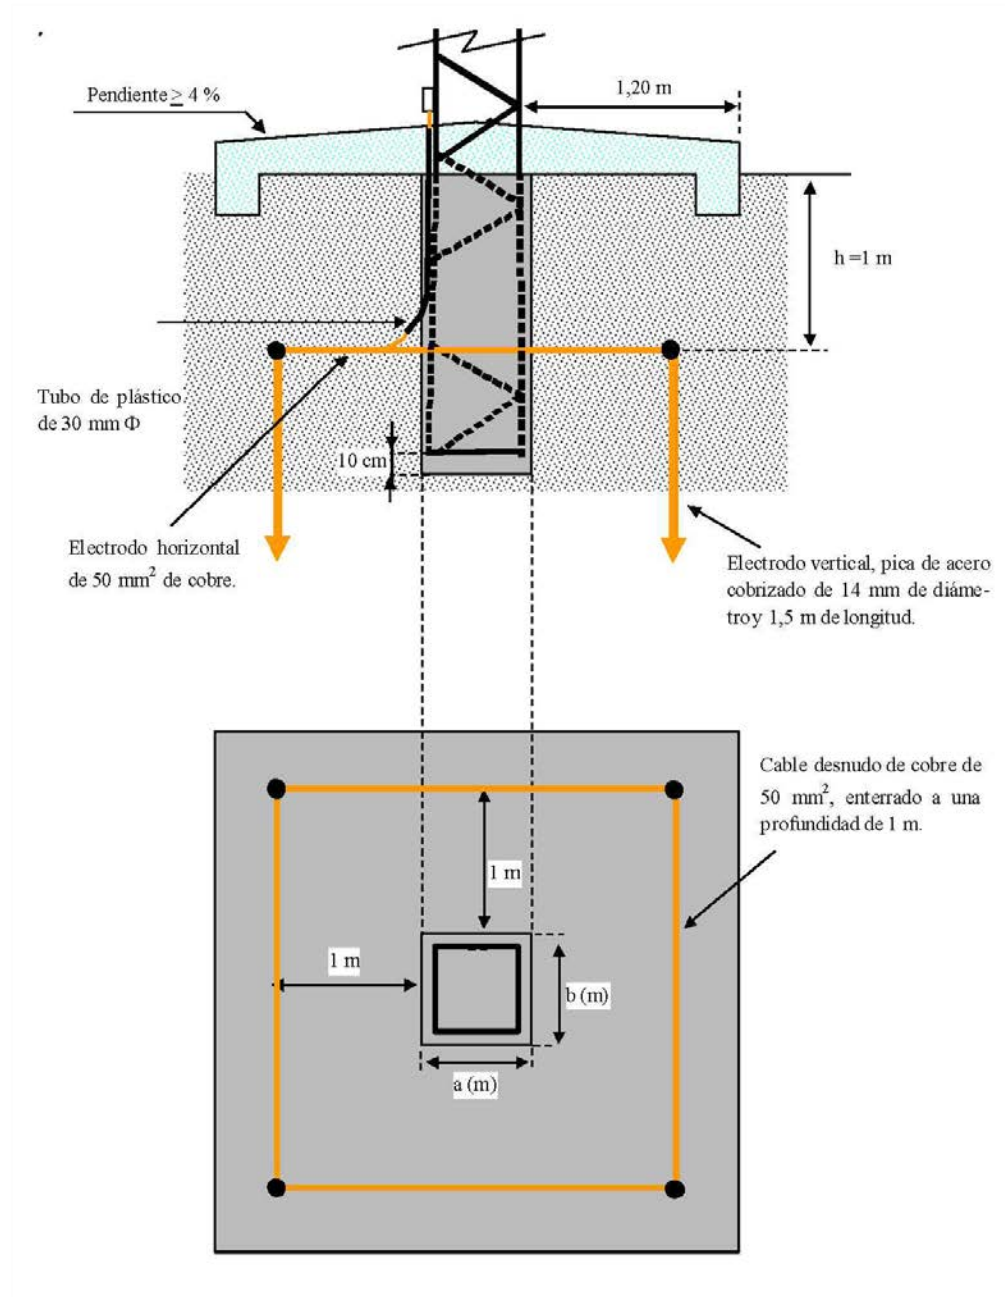 Pendiente ≥ 4 %
1,20 m
h =1 m
Tubo de plástico
de 30 mm Φ
10 cm
Electrodo horizontal
de 50 mm² de cobre.
Electrodo vertical, pica de acero
cobrizado de 14 mm de diáme-
troy 1,5 m de longitud.
Cable desnudo de cobre de
50 mm², enterrado a una
profundidad de 1 m.
1 m
1 m
b (m)
a (m)